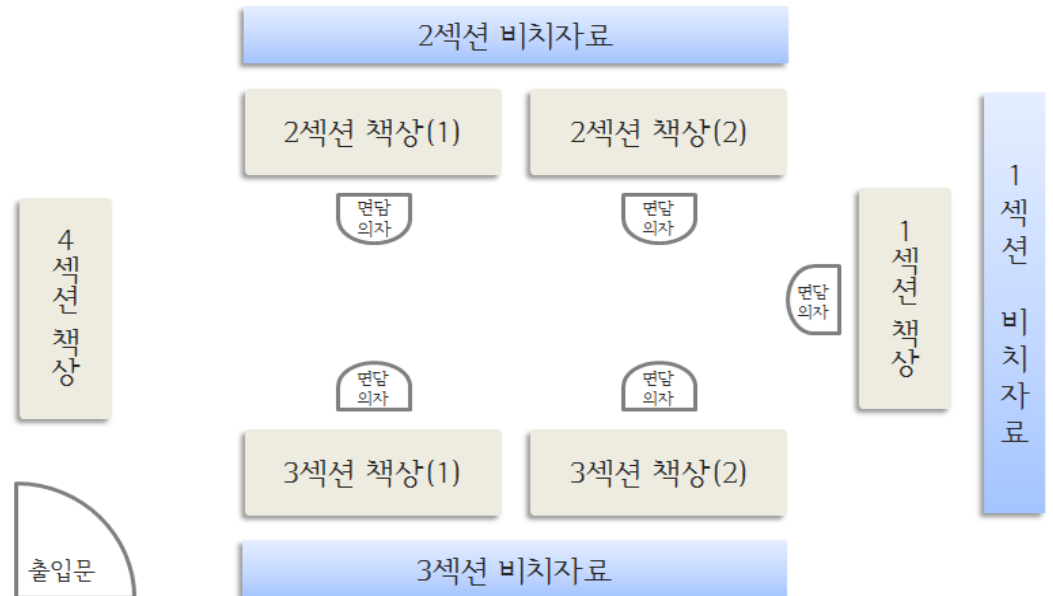 2섹션 비치자료
2섹션 책상(1)
2섹션 책상(2)
면담
의자
면담
의자
4섹션 책상
면담
의자
1섹션 책상
1섹션 비치자료
면담
의자
면담
의자
3섹션 책상(1)
3섹션 책상(2)
출입문
3섹션 비치자료